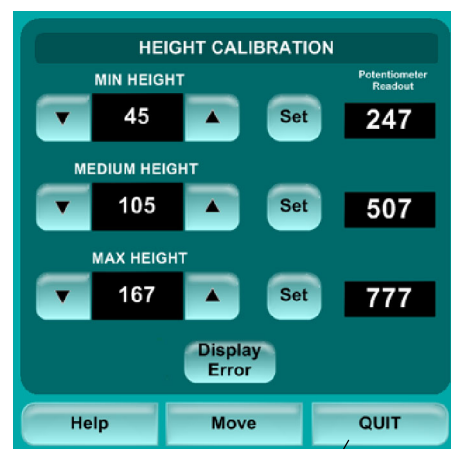 HEIGHT CALIBRATION
MIN HEIGHT
Potentiometer
Readout
▼ 45 ▲ Set 247
MEDIUM HEIGHT
▼ 105 ▲ Set 507
MAX HEIGHT
▼ 167 ▲ Set 777
Display
Error
Help Move QUIT